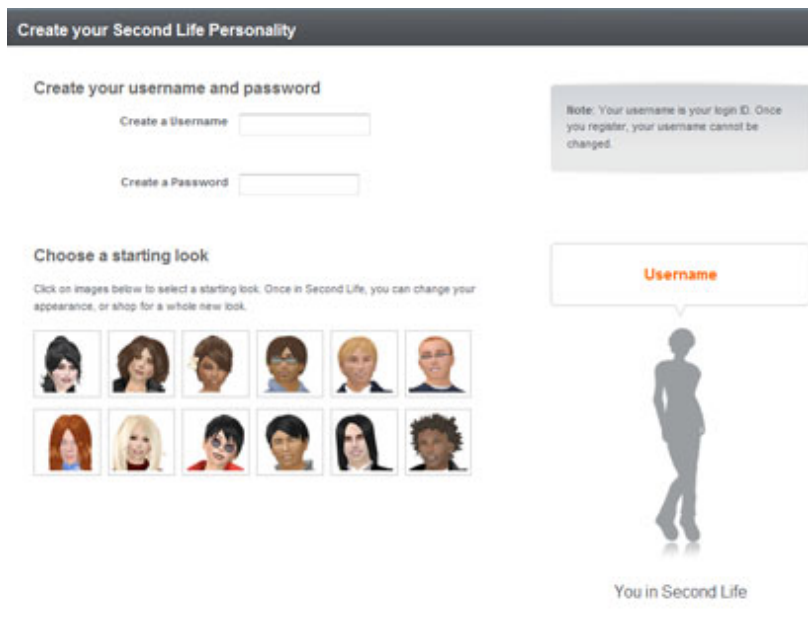 Create your Second Life Personality
Create your username and password
Create a Username
Create a Password
Note: Your username is your login ID. Once
you register, your username cannot be
changed.
Choose a starting look
Click on images below to select a starting look. Once in Second Life, you can change your
appearance, or shop for a whole new look.
Username
You in Second Life